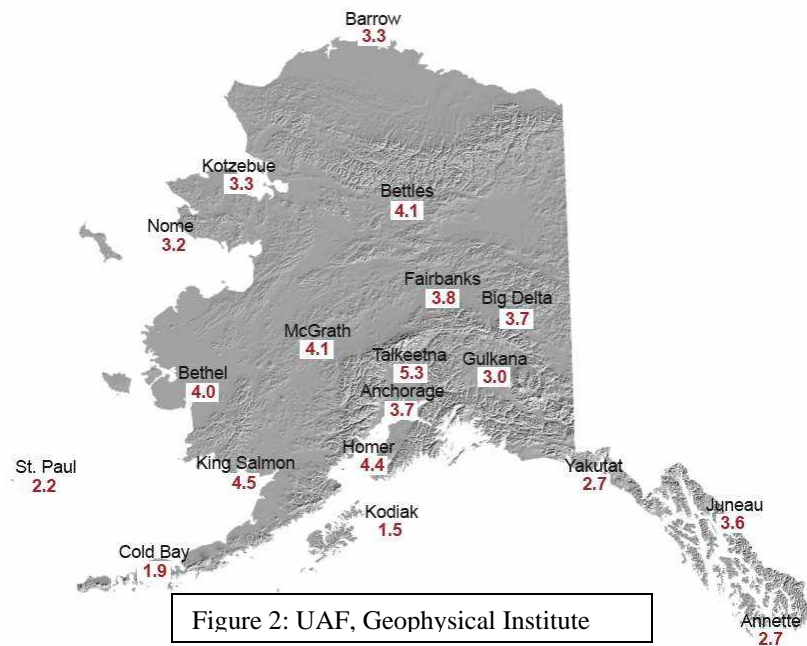 Barrow
3.3
Kotzebue
3.3
Bettles
4.1
Nome
3.2
Fairbanks
3.8
Big Delta
3.7
McGrath
4.1
Talkeetna
5.3
Gulkana
3.0
Bethel
4.0
Anchorage
3.7
Homer
4.4
St. Paul
2.2
King Salmon
4.5
Yakutat
2.7
Kodiak
1.5
Juneau
3.6
Cold Bay
1.9
Annette
2.7
Figure 2: UAF, Geophysical Institute